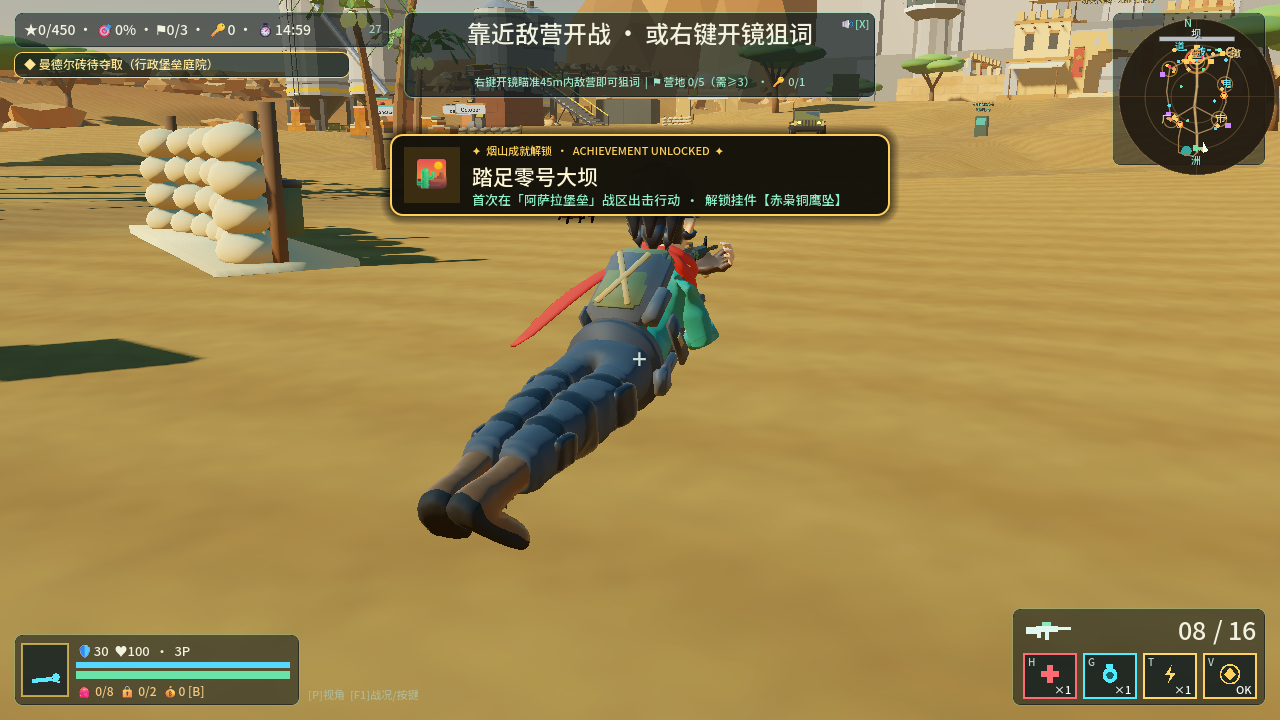 ★0/450 · 🎯 0% · ⚑0/3 · 🔑0 · ⏱ 14:59
27
◆ 曼德尔砖待夺取（行政堡垒庭院）
靠近敌营开战 · 或右键开镜狙词
[X]
右键开镜瞄准45m内敌营即可狙词 | ⚑ 营地 0/5（需≥3） · 🔑 0/1
N
坝
洲
✦ 烟山成就解锁 · ACHIEVEMENT UNLOCKED ✦
踏足零号大坝
首次在「阿萨拉堡垒」战区出击行动 · 解锁挂件【赤枭铜鹰坠】
30 ♥100 · 3P
0/8 0/2 0 [B]
[P]视角 [F1]战况/按键
08 / 16
H G T V
×1 ×1 ×1 OK